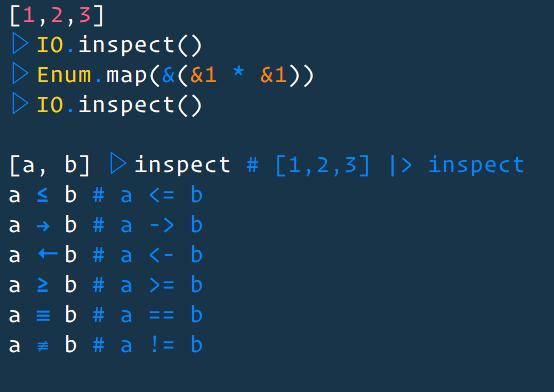 [1,2,3]
▷ IO.inspect()
▷ Enum.map(&(&1 * &1))
▷ IO.inspect()
[a, b] ▷ inspect # [1,2,3] |> inspect
a ≤ b # a <= b
a → b # a -> b
a ← b # a <- b
a ≥ b # a >= b
a ≡ b # a == b
a ≢ b # a != b